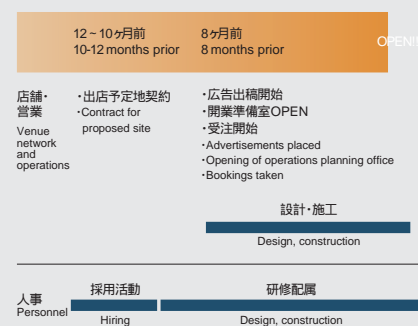 12~10ヶ月前
10-12 months prior
8ヶ月前
8 months prior
OPEN!!
店舗・
営業
Venue
network
and
operations
・出店予定地契約
・Contract for
proposed site
・広告出稿開始
・開業準備室OPEN
・受注開始
・Advertisements placed
・Opening of operations planning office
・Bookings taken
設計・施工
Design, construction
人事
Personnel
採用活動
Hiring
研修配属
Design, construction